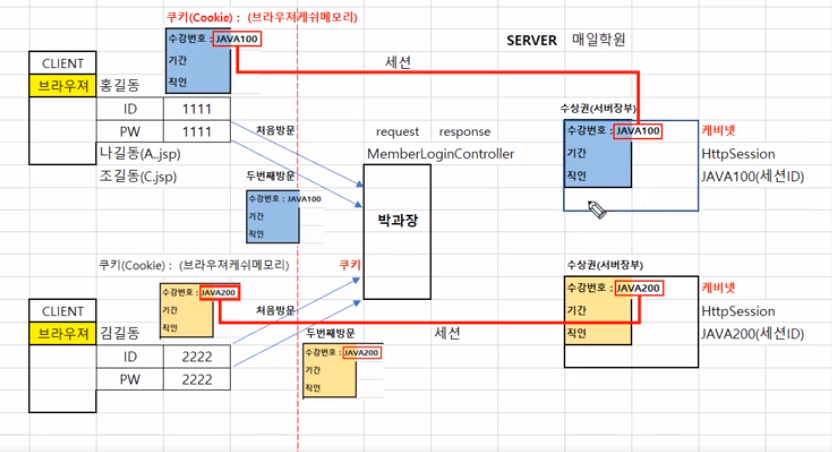 쿠키(Cookie) : (브라우져케쉬메모리)
수강번호 : JAVA100
기간
직인
SERVER 매일학원
세션
CLIENT
브라우져 홍길동
ID 1111
PW 1111
나길동(A..jsp)
조길동(C.jsp)
처음방문
두번째방문
수강번호 : JAVA100
기간
직인
request response
MemberLoginController
박과장
수상권(서버장부)
수강번호 : JAVA100
기간
직인
케비넷
HttpSession
JAVA100(세션ID)
쿠키(Cookie) : (브라우져케쉬메모리)
쿠키
수강번호 : JAVA200
기간
직인
CLIENT
브라우져 김길동
ID 2222
PW 2222
처음방문
두번째방문
세션
수강번호 : JAVA200
기간
직인
수상권(서버장부)
수강번호 : JAVA200
기간
직인
케비넷
HttpSession
JAVA200(세션ID)